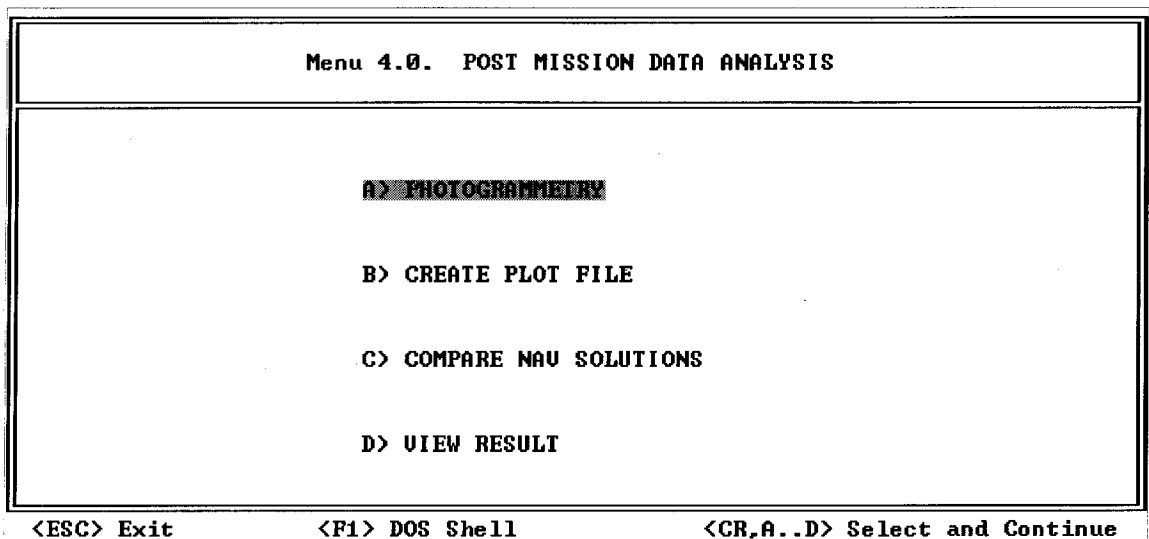 Menu 4.0. POST MISSION DATA ANALYSIS
A) PHOTOGRAMMETRY
B) CREATE PLOT FILE
C) COMPARE NAV SOLUTIONS
D) VIEW RESULT
<ESC> Exit <F1> DOS Shell <CR,A..D> Select and Continue